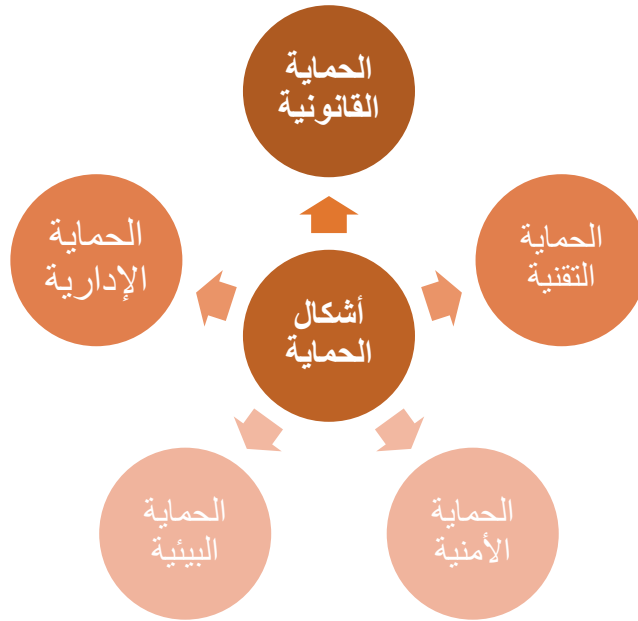 الحماية
القانونية
الحماية
التقنية
الحماية
الإدارية
أشكال
الحماية
الحماية
الأمنية
الحماية
البيئية